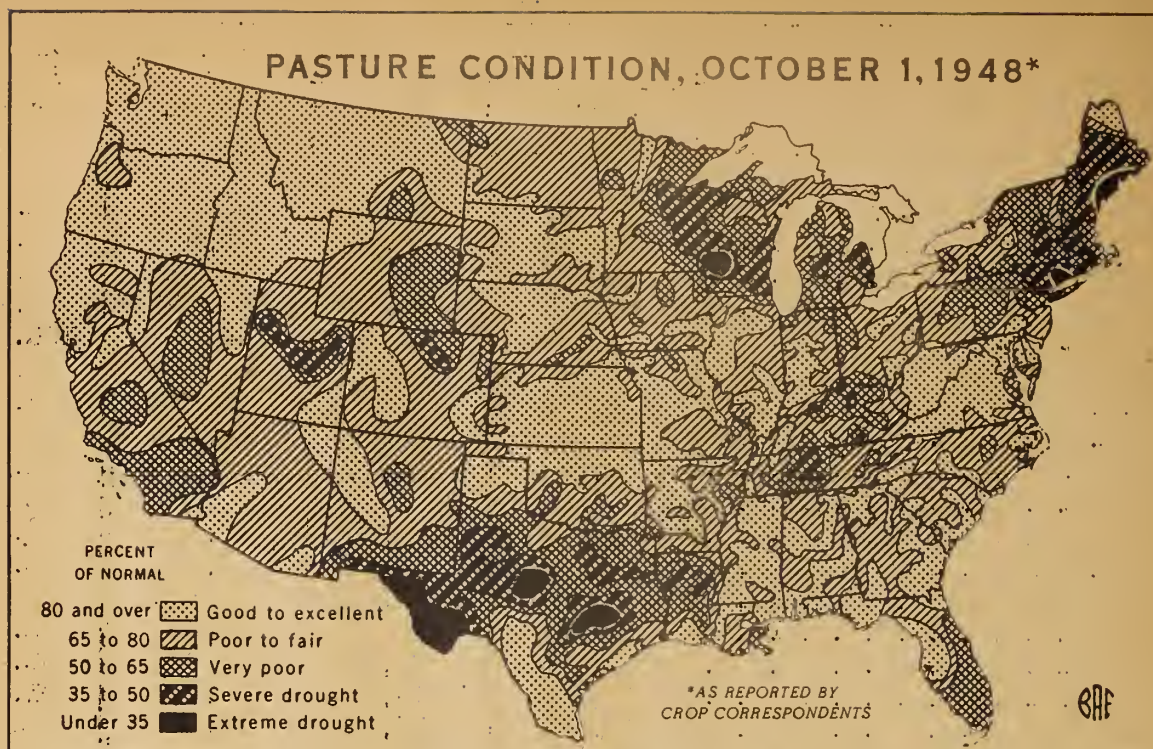 PASTURE CONDITION, OCTOBER 1, 1948*
PERCENT
OF NORMAL
80 and over Good to excellent
65 to 80 Poor to fair
50 to 65 Very poor
35 to 50 Severe drought
Under 35 Extreme drought
*AS REPORTED BY
CROP CORRESPONDENTS
BAE